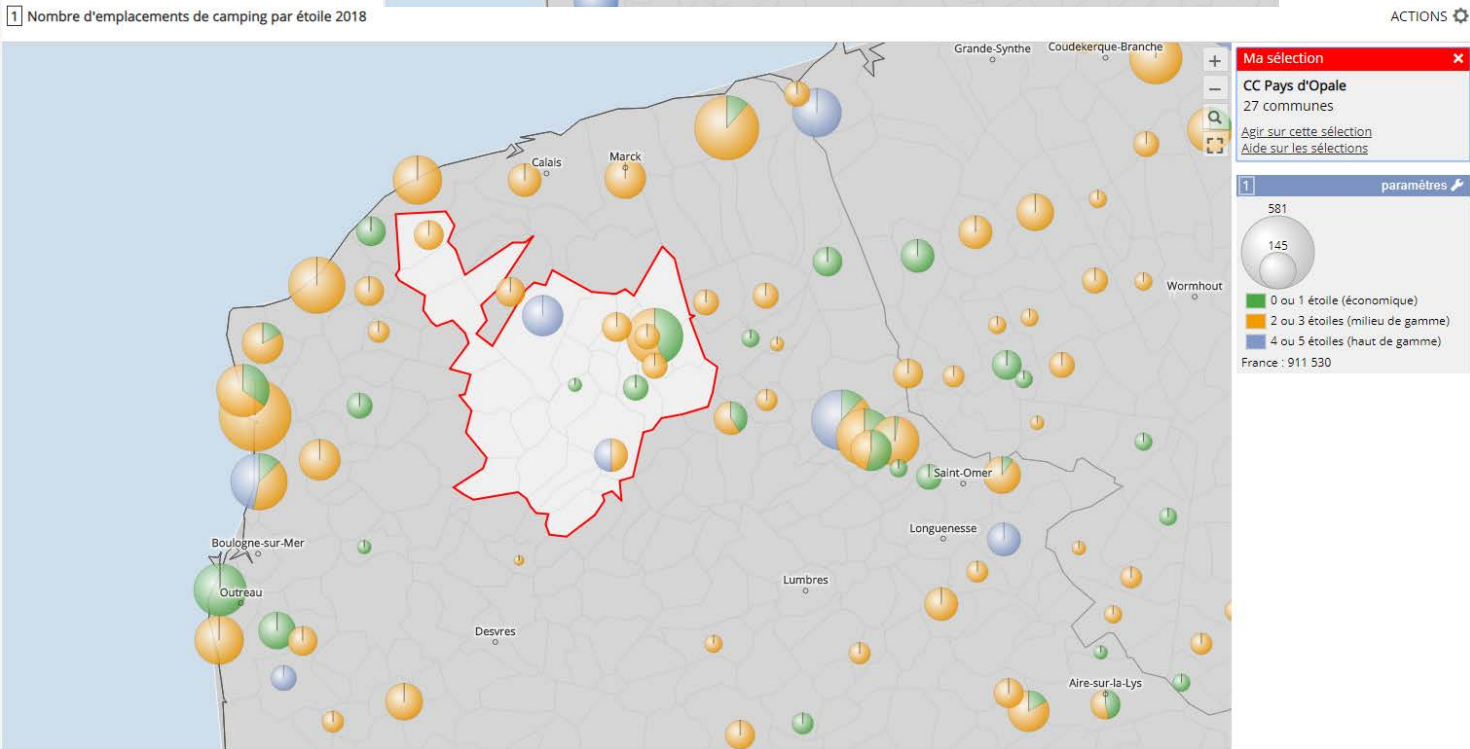 1 Nombre d'emplacements de camping par étoile 2018
ACTIONS
Grande-Synthe
Coudekerque-Branche
Calais
Marck
Wormhout
Saint-Omer
Boulogne-sur-Mer
Longuenesse
Outreau
Lumbres
Desvres
Aire-sur-la-Lys
+
−
Ma sélection ×
CC Pays d'Opale
27 communes
Agir sur cette sélection
Aide sur les sélections
1 paramètres
581
145
0 ou 1 étoile (économique)
2 ou 3 étoiles (milieu de gamme)
4 ou 5 étoiles (haut de gamme)
France : 911 530